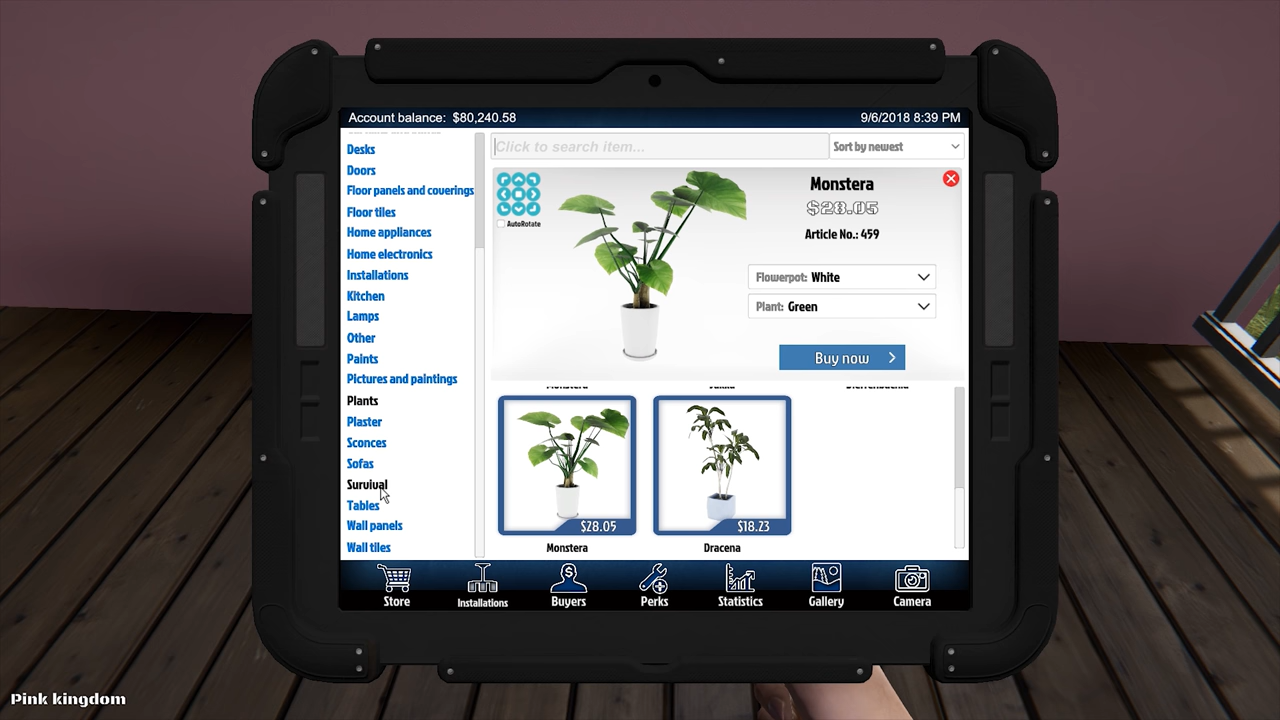 Account balance: $80,240.58
9/6/2018 8:39 PM
Desks
Doors
Floor panels and coverings
Floor tiles
Home appliances
Home electronics
Installations
Kitchen
Lamps
Other
Paints
Pictures and paintings
Plants
Plaster
Sconces
Sofas
Survival
Tables
Wall panels
Wall tiles
Click to search item...
Sort by newest
AutoRotate
Monstera
$28.05
Article No.: 459
Flowerpot: White
Plant: Green
Buy now
$28.05
Monstera
$18.23
Dracena
Store
Installations
Buyers
Perks
Statistics
Gallery
Camera
Pink kingdom